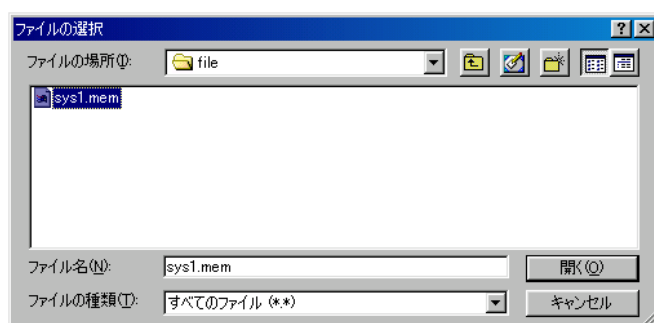 ファイルの選択
ファイルの場所(I): file
sys1.mem
ファイル名(N): sys1.mem 開く(O)
ファイルの種類(T): すべてのファイル (*.*) キャンセル